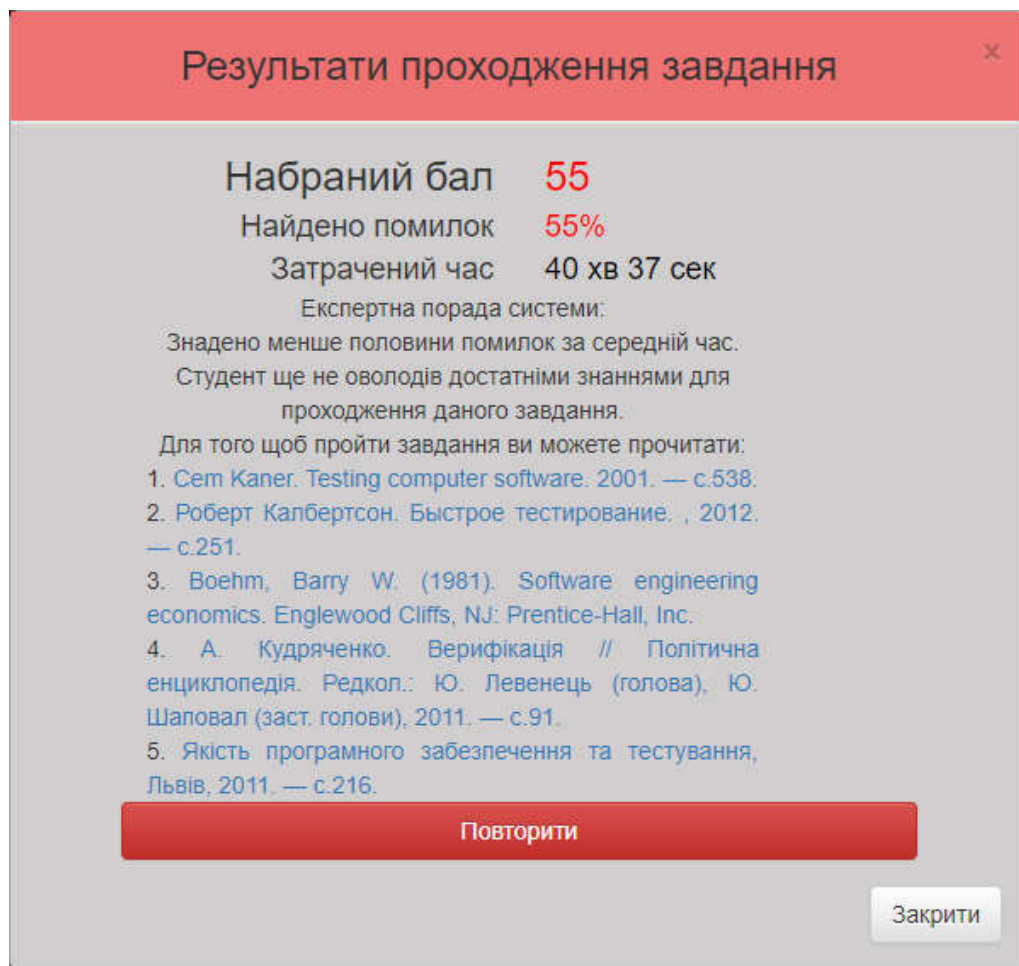 Результати проходження завдання
×
Набраний бал 55
Найдено помилок 55%
Затрачений час 40 хв 37 сек
Експертна порада системи:
Знадено менше половини помилок за середній час.
Студент ще не оволодів достатніми знаннями для
проходження даного завдання.
Для того щоб пройти завдання ви можете прочитати:
1. Cem Kaner. Testing computer software. 2001. — с.538.
2. Роберт Калбертсон. Быстрое тестирование. , 2012.
— с.251.
3. Boehm, Barry W. (1981). Software engineering
economics. Englewood Cliffs, NJ: Prentice-Hall, Inc.
4. А. Кудряченко. Верифікація // Політична
енциклопедія. Редкол.: Ю. Левенець (голова), Ю.
Шаповал (заст. голови), 2011. — с.91.
5. Якість програмного забезпечення та тестування,
Львів, 2011. — с.216.
Повторити
Закрити